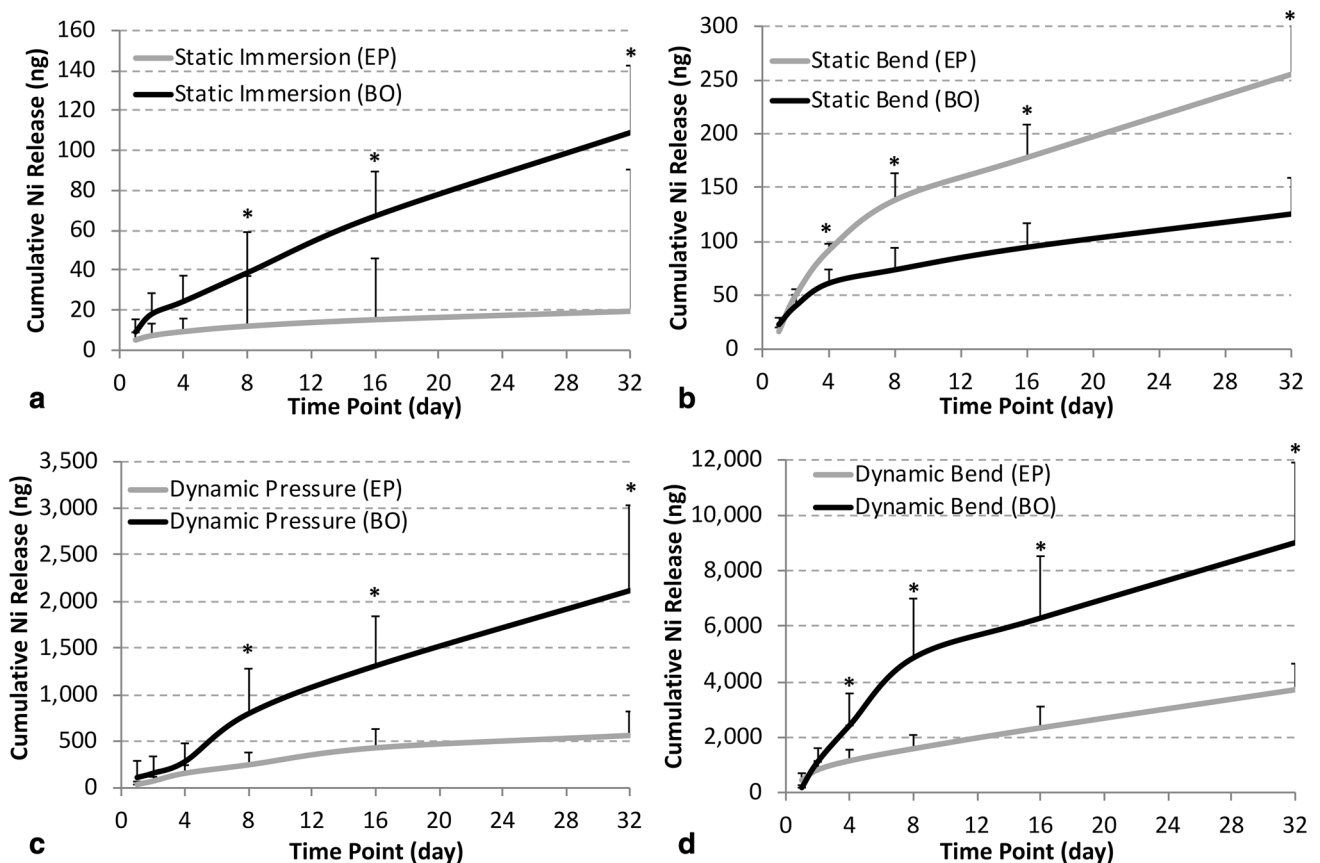 160
140
120
100
80
60
40
20
0
Cumulative Ni Release (ng)
Static Immersion (EP)
Static Immersion (BO)
*
*
*
0 4 8 12 16 20 24 28 32
Time Point (day)
a
300
250
200
150
100
50
0
Cumulative Ni Release (ng)
Static Bend (EP)
Static Bend (BO)
*
*
*
*
0 4 8 12 16 20 24 28 32
Time Point (day)
b
3,500
3,000
2,500
2,000
1,500
1,000
500
0
Cumulative Ni Release (ng)
Dynamic Pressure (EP)
Dynamic Pressure (BO)
*
*
*
0 4 8 12 16 20 24 28 32
Time Point (day)
c
12,000
10,000
8,000
6,000
4,000
2,000
0
Cumulative Ni Release (ng)
Dynamic Bend (EP)
Dynamic Bend (BO)
*
*
*
*
0 4 8 12 16 20 24 28 32
Time Point (day)
d